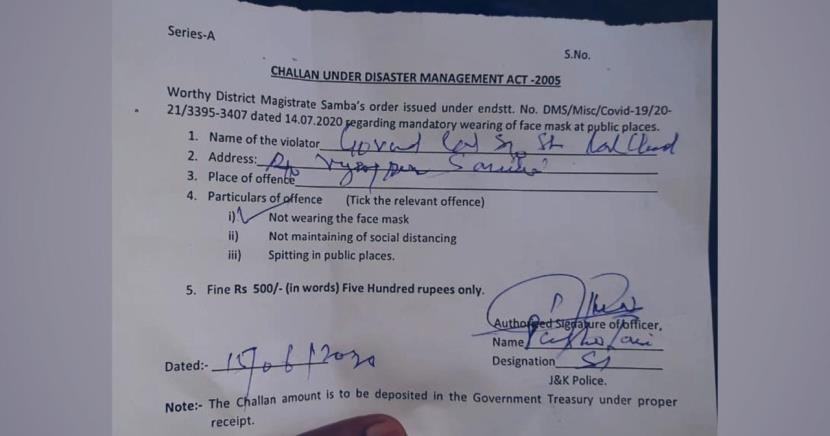 Series-A
S.No.
CHALLAN UNDER DISASTER MANAGEMENT ACT -2005
Worthy District Magistrate Samba's order issued under endstt. No. DMS/Misc/Covid-19/20-
21/3395-3407 dated 14.07.2020 regarding mandatory wearing of face mask at public places.
1. Name of the violator
2. Address:
3. Place of offence
4. Particulars of offence (Tick the relevant offence)
i) Not wearing the face mask
ii) Not maintaining of social distancing
iii) Spitting in public places.
5. Fine Rs 500/- (in words) Five Hundred rupees only.
Authorized Signature of officer,
Name
Dated:-
Designation SI
J&K Police.
Note:- The Challan amount is to be deposited in the Government Treasury under proper
receipt.